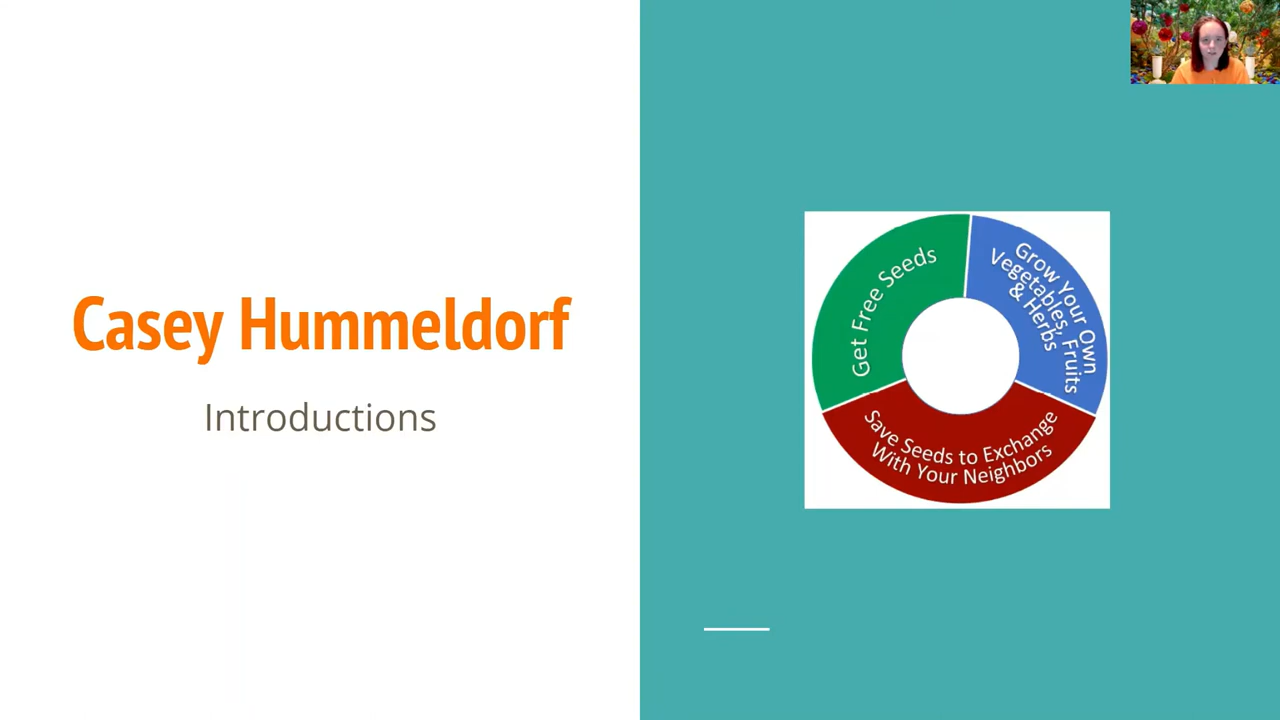 Casey Hummeldorf
Introductions
Get Free Seeds
Grow Your Own
Vegetables, Fruits
& Herbs
Save Seeds to Exchange
With Your Neighbors